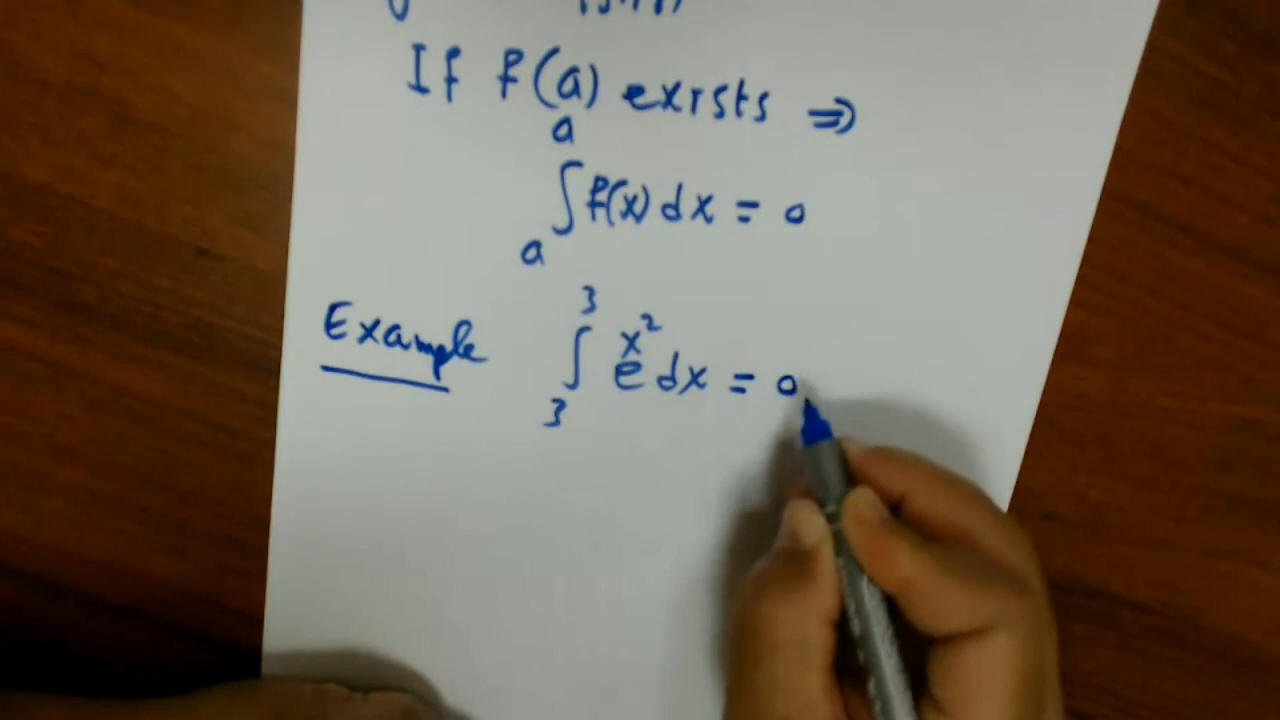 If f(a) exists ⇒
∫ₐᵃ f(x) dx = 0
Example ∫₃³ e^x² dx = 0